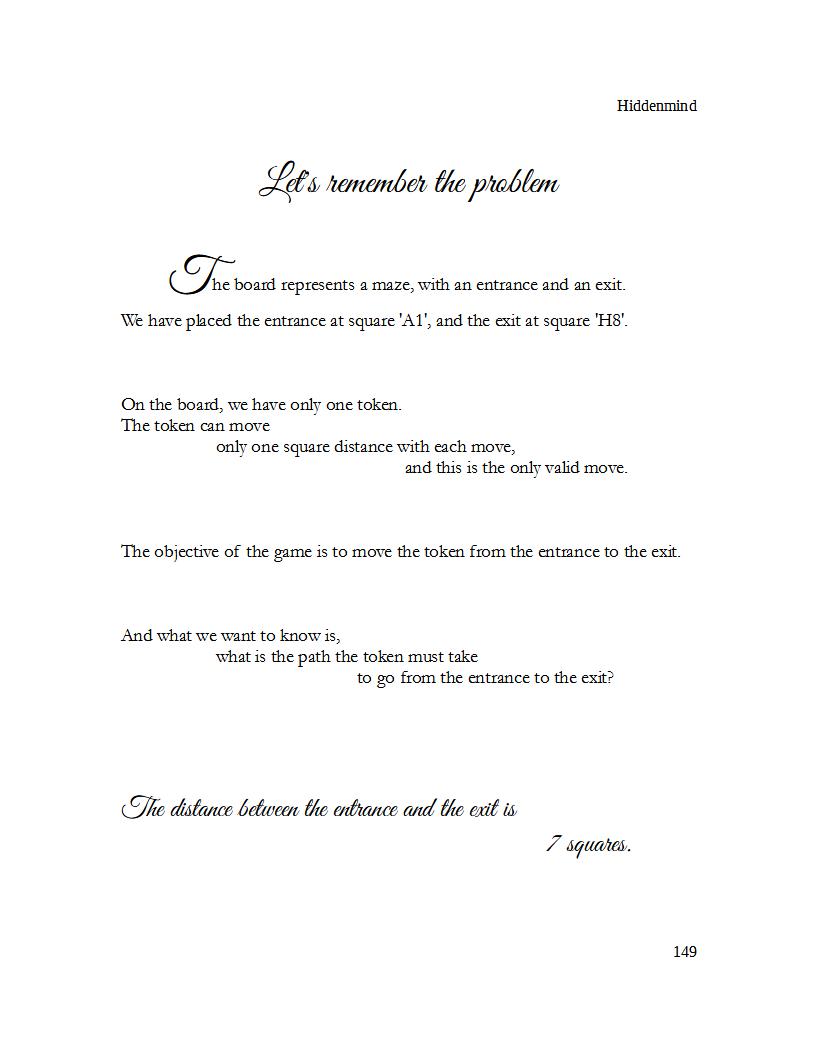 Hiddenmind
Let's remember the problem
The board represents a maze, with an entrance and an exit.
We have placed the entrance at square 'A1', and the exit at square 'H8'.
On the board, we have only one token.
The token can move
only one square distance with each move,
and this is the only valid move.
The objective of the game is to move the token from the entrance to the exit.
And what we want to know is,
what is the path the token must take
to go from the entrance to the exit?
The distance between the entrance and the exit is
7 squares.
149